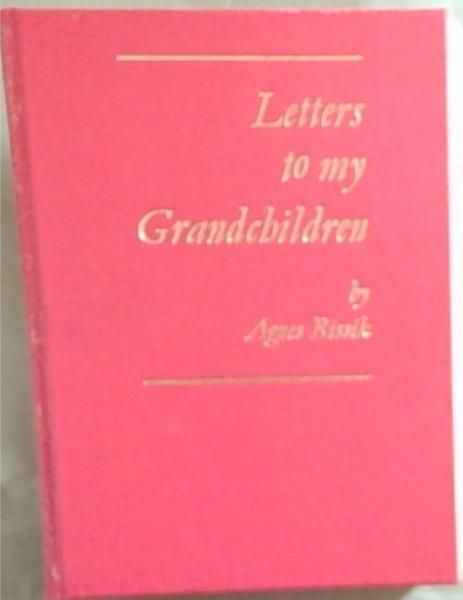 Letters
to my
Grandchildren
by
Agnes Rissik